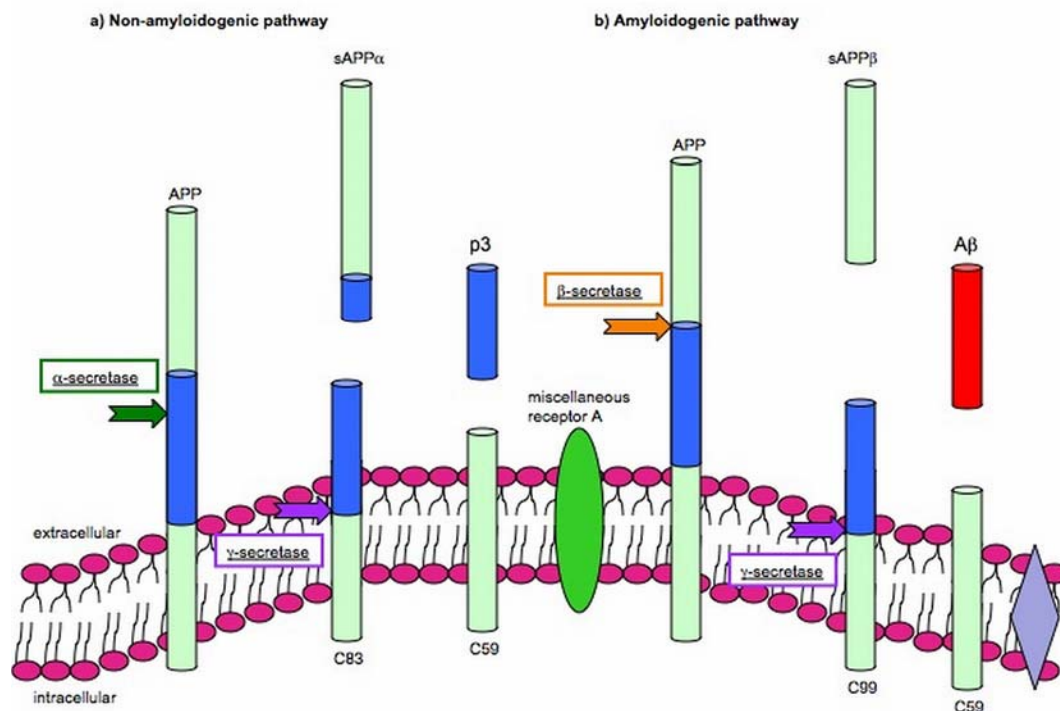 a) Non-amyloidogenic pathway
b) Amyloidogenic pathway
sAPPα
sAPPβ
APP
APP
p3
Aβ
β-secretase
α-secretase
miscellaneous
receptor A
extracellular
γ-secretase
γ-secretase
C83
C59
C99
intracellular
C59